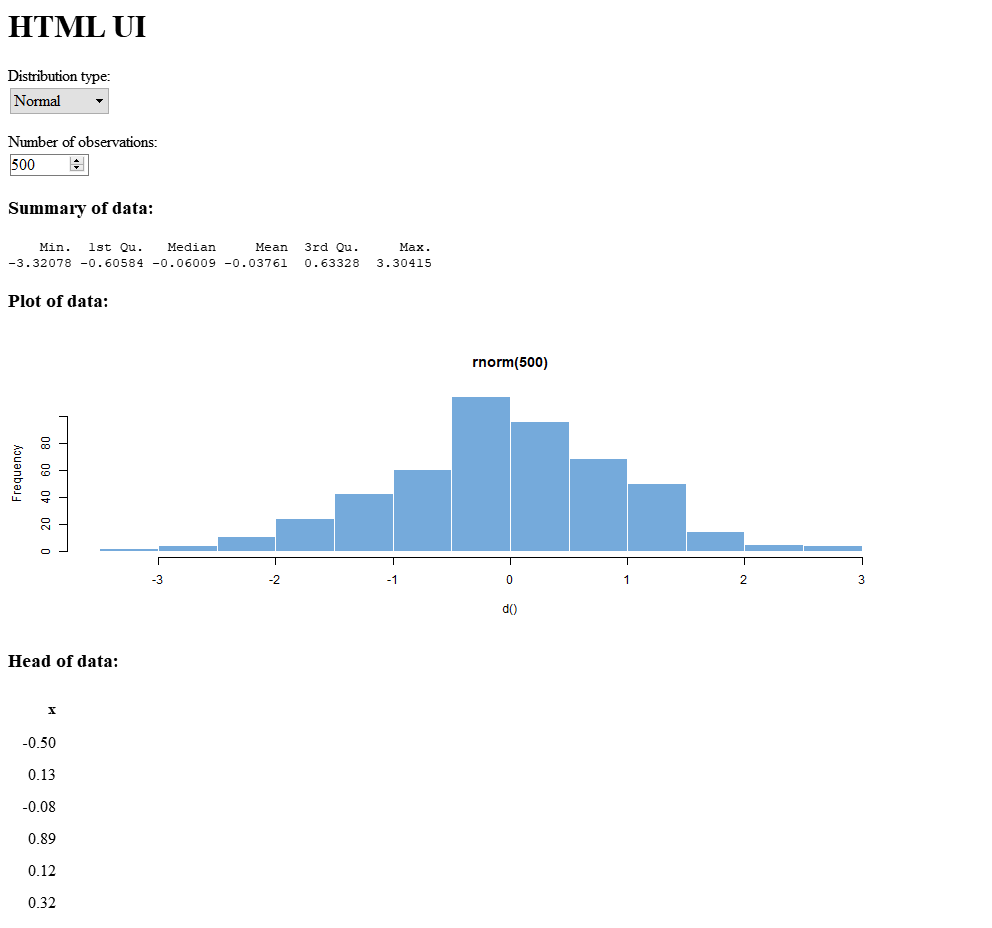 HTML UI
Distribution type:
Normal
Number of observations:
500
Summary of data:
Min. 1st Qu. Median Mean 3rd Qu. Max.
-3.32078 -0.60584 -0.06009 -0.03761 0.63328 3.30415
Plot of data:
rnorm(500)
Frequency
80
60
40
20
0
-3 -2 -1 0 1 2 3
d()
Head of data:
x
-0.50
0.13
-0.08
0.89
0.12
0.32